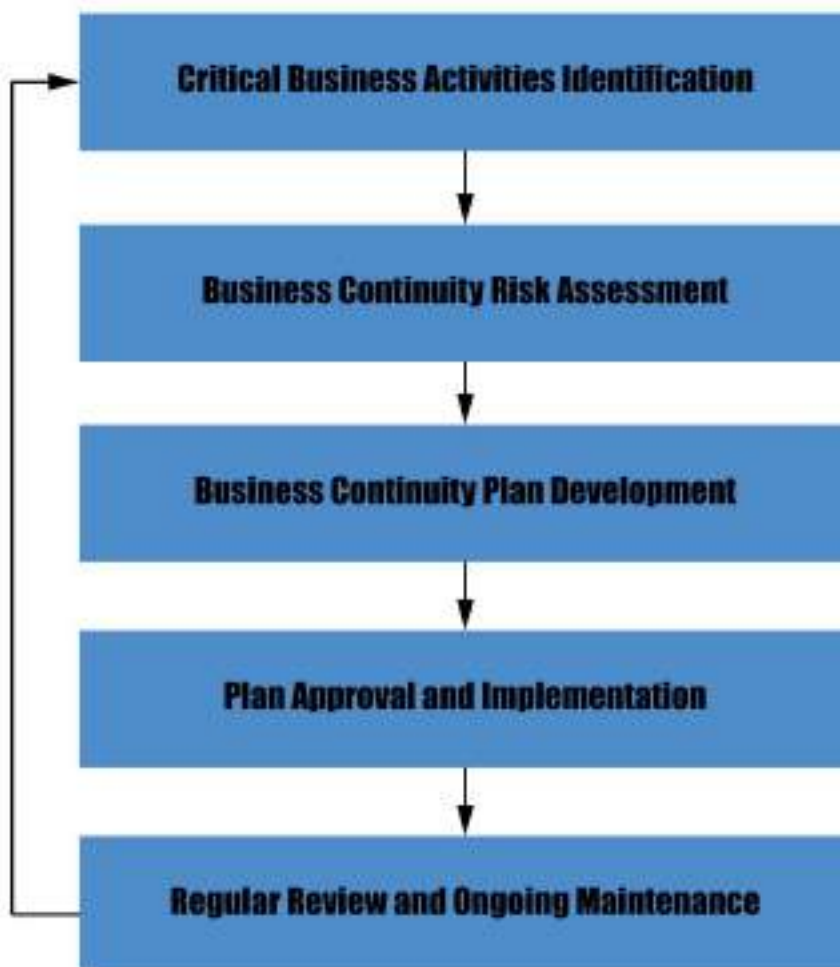 Critical Business Activities Identification
Business Continuity Risk Assessment
Business Continuity Plan Development
Plan Approval and Implementation
Regular Review and Ongoing Maintenance